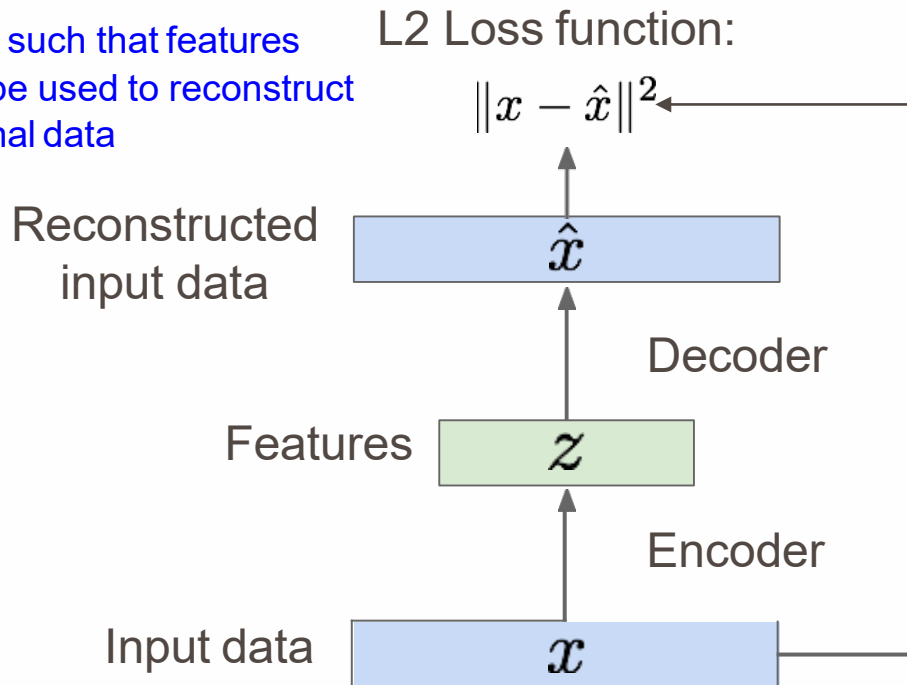 such that features
L2 Loss function:
be used to reconstruct
‖x − x̂‖²
nal data
Reconstructed
input data
x̂
Decoder
Features
z
Encoder
Input data
x